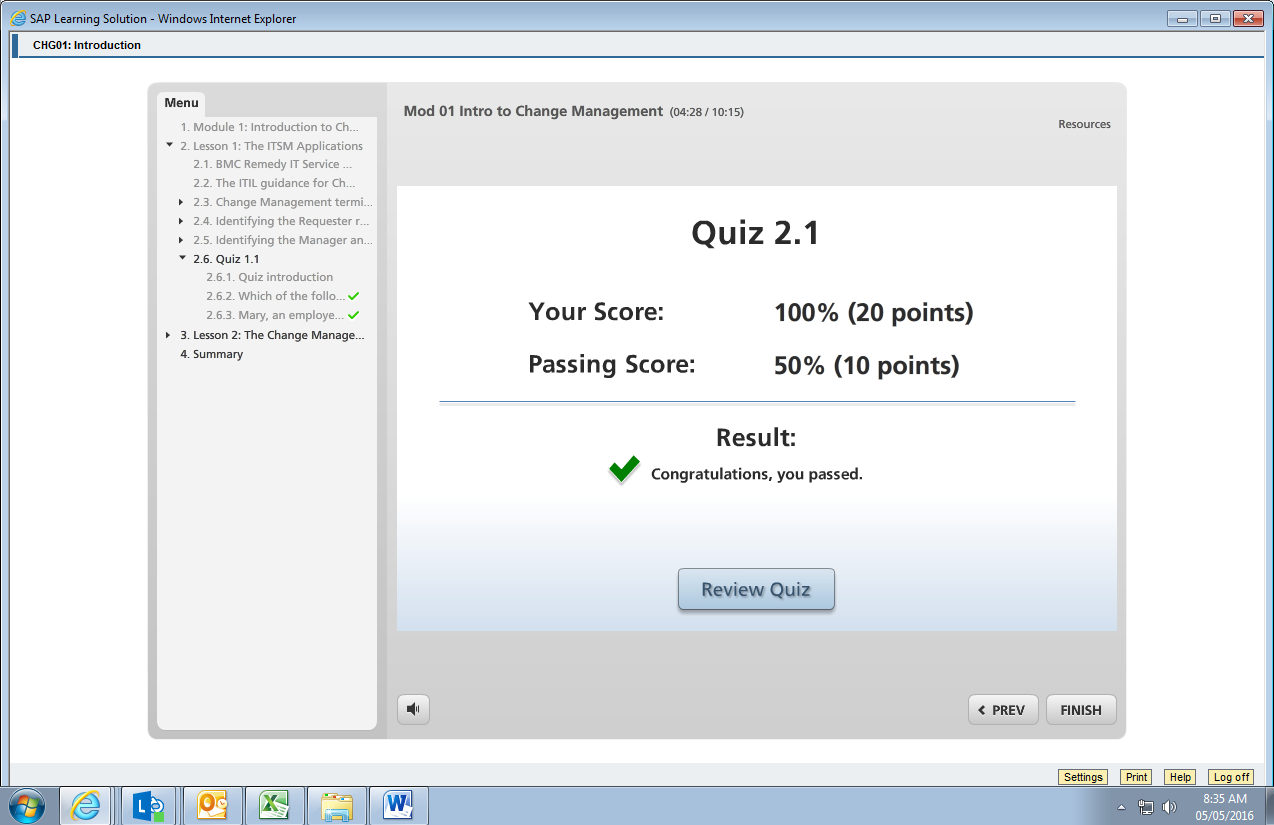 SAP Learning Solution - Windows Internet Explorer
CHG01: Introduction
Menu
1. Module 1: Introduction to Ch...
2. Lesson 1: The ITSM Applications
2.1. BMC Remedy IT Service ...
2.2. The ITIL guidance for Ch...
2.3. Change Management termi...
2.4. Identifying the Requester r...
2.5. Identifying the Manager an...
2.6. Quiz 1.1
2.6.1. Quiz introduction
2.6.2. Which of the follo...
2.6.3. Mary, an employe...
3. Lesson 2: The Change Manage...
4. Summary
Mod 01 Intro to Change Management (04:28 / 10:15)
Resources
Quiz 2.1
Your Score: 100% (20 points)
Passing Score: 50% (10 points)
Result:
Congratulations, you passed.
Review Quiz
PREV FINISH
Settings Print Help Log off
8:35 AM
05/05/2016